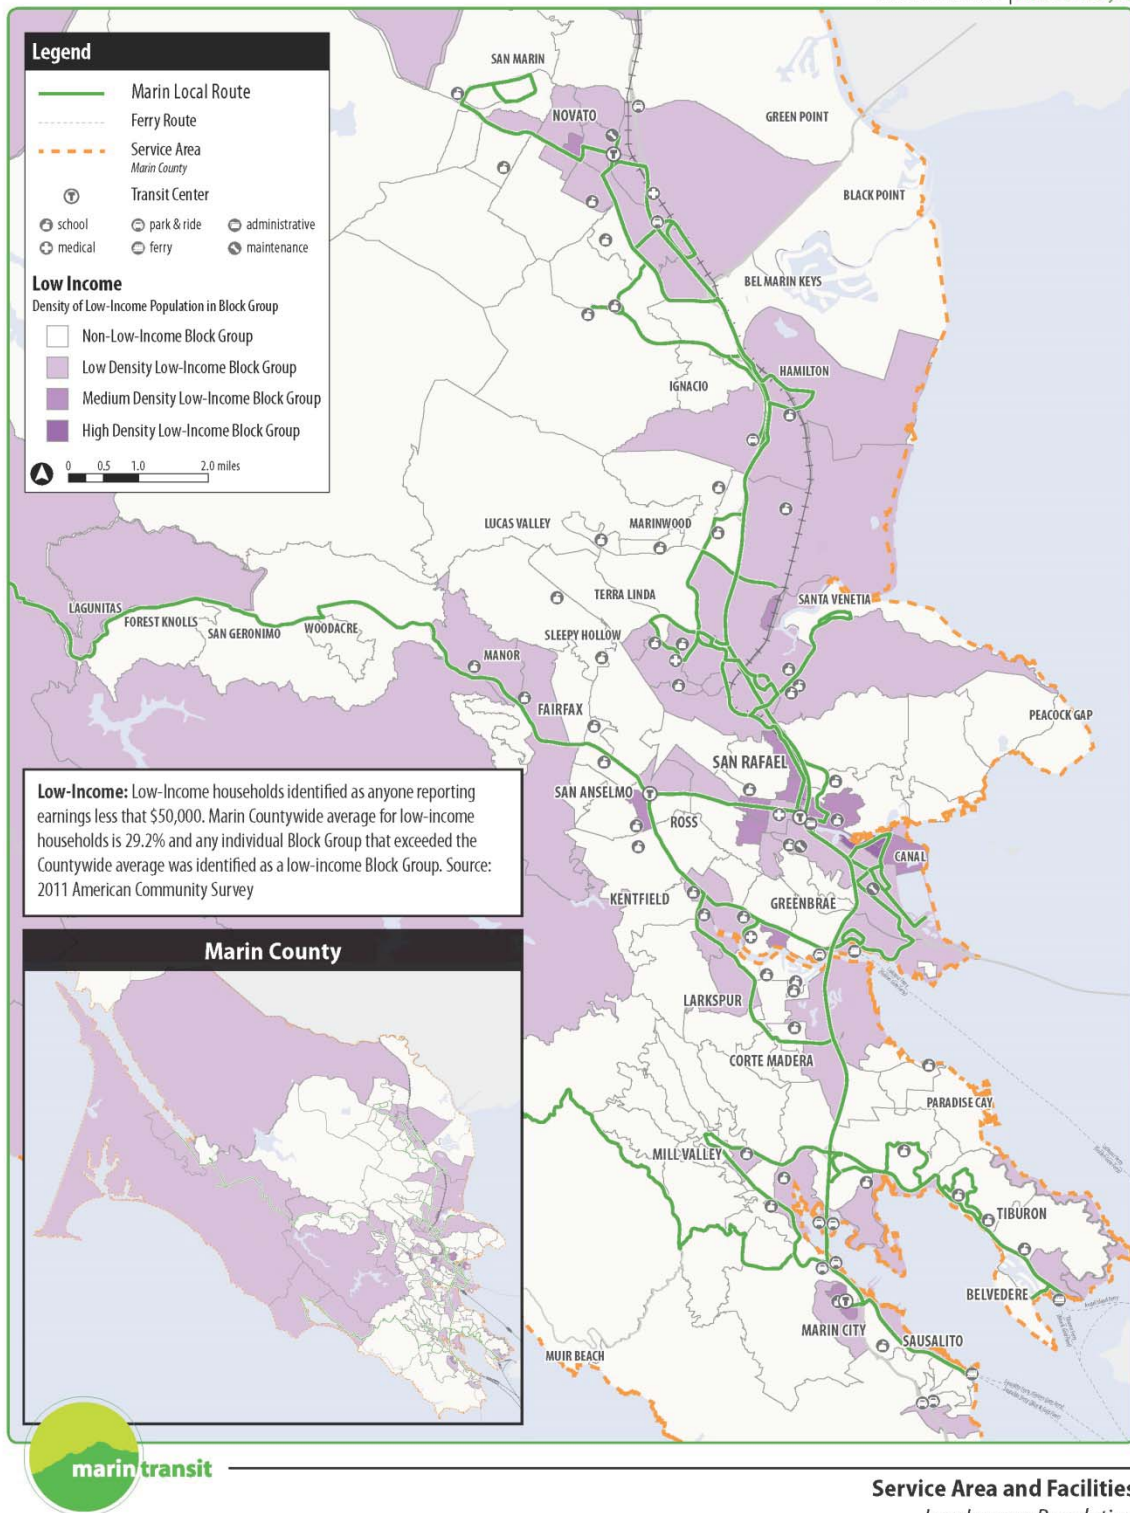 Legend
Marin Local Route
Ferry Route
Service Area
Marin County
Transit Center
school
park & ride
administrative
medical
ferry
maintenance
Low Income
Density of Low-Income Population in Block Group
Non-Low-Income Block Group
Low Density Low-Income Block Group
Medium Density Low-Income Block Group
High Density Low-Income Block Group
0 0.5 1.0 2.0 miles
SAN MARIN
NOVATO
GREEN POINT
BLACK POINT
BEL MARIN KEYS
IGNACIO
HAMILTON
LUCAS VALLEY
MARINWOOD
TERRA LINDA
SANTA VENETIA
LAGUNITAS
FOREST KNOLLS
SAN GERONIMO
WOODACRE
SLEEPY HOLLOW
MANOR
FAIRFAX
PEACOCK GAP
SAN RAFAEL
SAN ANSELMO
ROSS
CANAL
KENTFIELD
GREENBRAE
LARKSPUR
CORTE MADERA
PARADISE CAY
MILL VALLEY
TIBURON
BELVEDERE
MARIN CITY
SAUSALITO
MUIR BEACH
Low-Income: Low-Income households identified as anyone reporting
earnings less that $50,000. Marin Countywide average for low-income
households is 29.2% and any individual Block Group that exceeded the
Countywide average was identified as a low-income Block Group. Source:
2011 American Community Survey
Marin County
marin transit
Service Area and Facilities